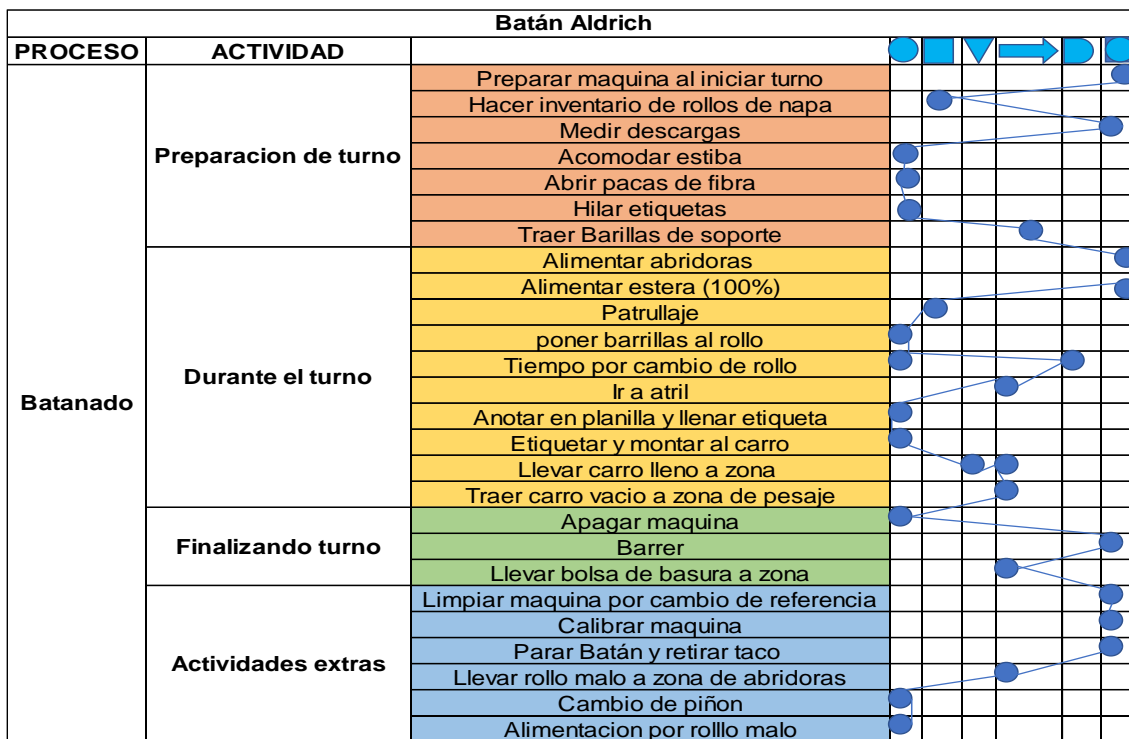 Batán Aldrich
PROCESO ACTIVIDAD
Batanado
Preparacion de turno
Preparar maquina al iniciar turno
Hacer inventario de rollos de napa
Medir descargas
Acomodar estiba
Abrir pacas de fibra
Hilar etiquetas
Traer Barillas de soporte
Durante el turno
Alimentar abridoras
Alimentar estera (100%)
Patrullaje
poner barrillas al rollo
Tiempo por cambio de rollo
Ir a atril
Anotar en planilla y llenar etiqueta
Etiquetar y montar al carro
Llevar carro lleno a zona
Traer carro vacio a zona de pesaje
Finalizando turno
Apagar maquina
Barrer
Llevar bolsa de basura a zona
Actividades extras
Limpiar maquina por cambio de referencia
Calibrar maquina
Parar Batán y retirar taco
Llevar rollo malo a zona de abridoras
Cambio de piñon
Alimentacion por rolllo malo